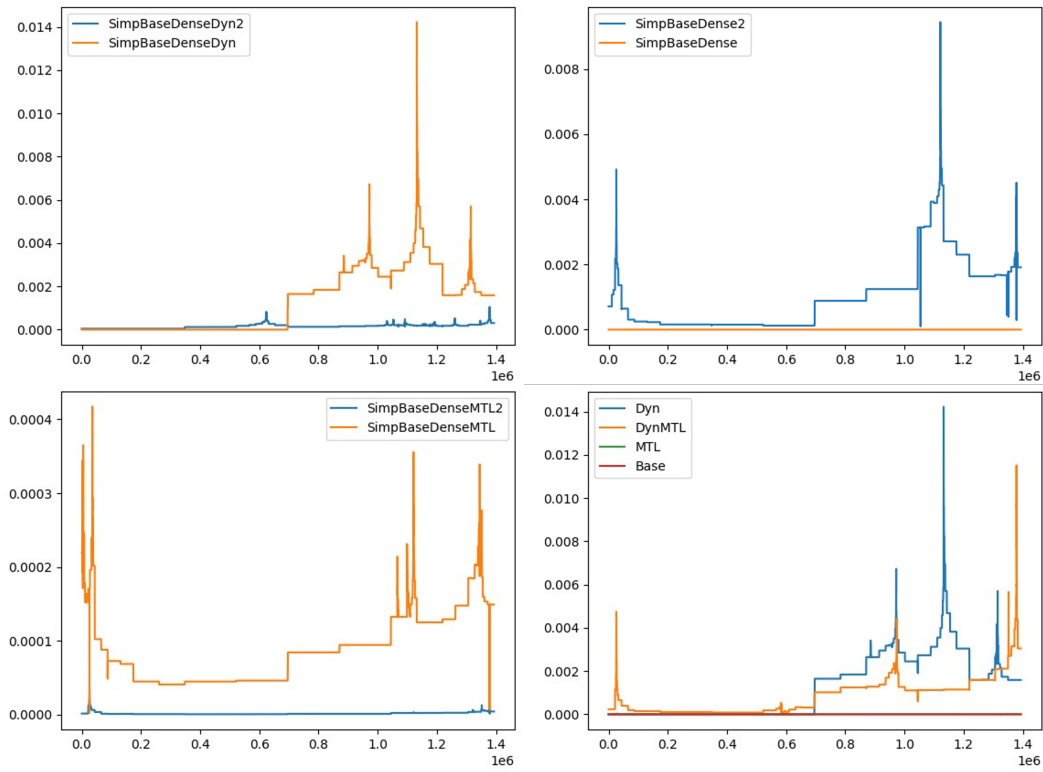 SimpBaseDenseDyn2
SimpBaseDenseDyn
0.014
0.012
0.010
0.008
0.006
0.004
0.002
0.000
0.0 0.2 0.4 0.6 0.8 1.0 1.2 1.4
1e6
SimpBaseDense2
SimpBaseDense
0.008
0.006
0.004
0.002
0.000
0.0 0.2 0.4 0.6 0.8 1.0 1.2 1.4
1e6
SimpBaseDenseMTL2
SimpBaseDenseMTL
0.0004
0.0003
0.0002
0.0001
0.0000
0.0 0.2 0.4 0.6 0.8 1.0 1.2 1.4
1e6
Dyn
DynMTL
MTL
Base
0.014
0.012
0.010
0.008
0.006
0.004
0.002
0.000
0.0 0.2 0.4 0.6 0.8 1.0 1.2 1.4
1e6